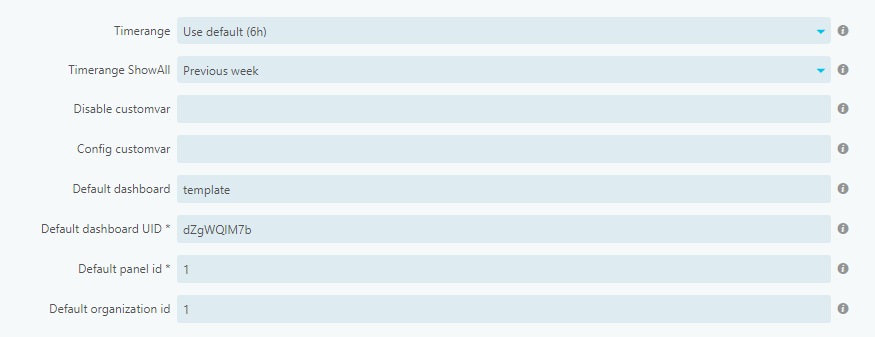 Timerange Use default (6h)
Timerange ShowAll Previous week
Disable customvar
Config customvar
Default dashboard template
Default dashboard UID * dZgWQIM7b
Default panel id * 1
Default organization id 1